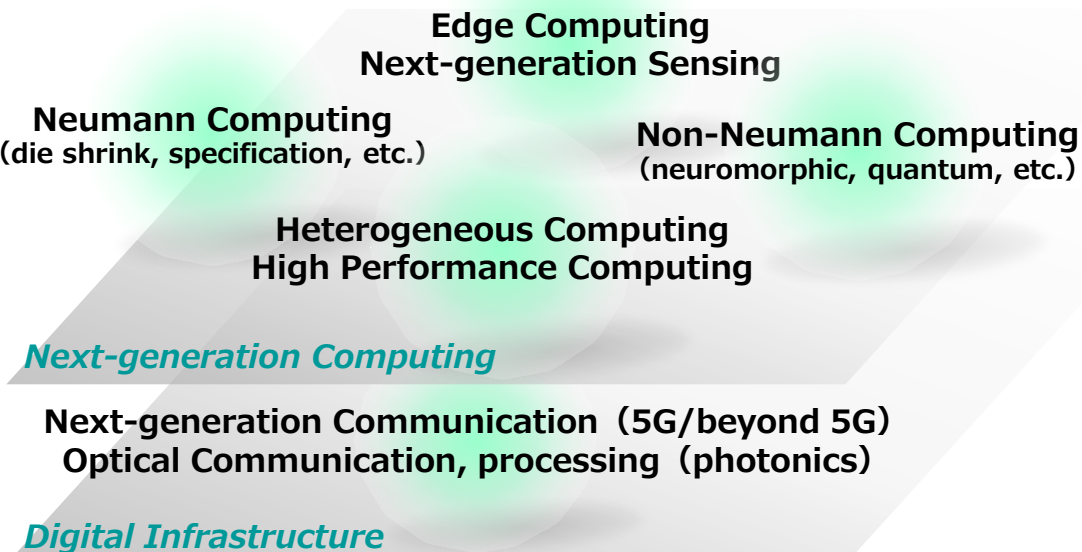 Edge Computing
Next-generation Sensing
Neumann Computing
（die shrink, specification, etc.）
Non-Neumann Computing
（neuromorphic, quantum, etc.）
Heterogeneous Computing
High Performance Computing
Next-generation Computing
Next-generation Communication（5G/beyond 5G）
Optical Communication, processing（photonics）
Digital Infrastructure